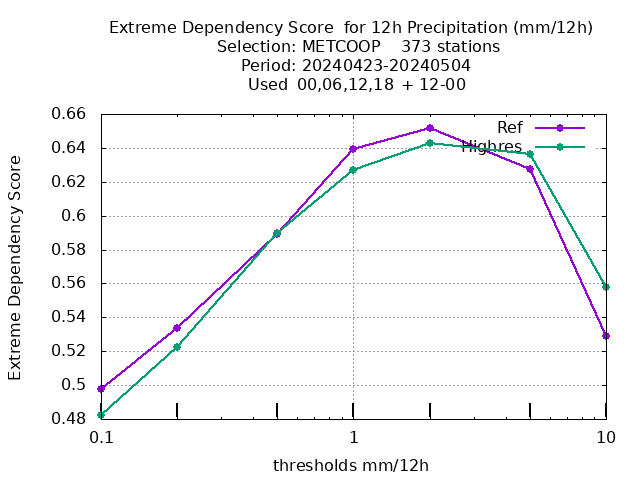 Extreme Dependency Score  for 12h Precipitation (mm/12h)
Selection: METCOOP    373 stations
Period: 20240423-20240504
Used  00,06,12,18 + 12-00
Extreme Dependency Score
0.66
0.64
0.62
0.6
0.58
0.56
0.54
0.52
0.5
0.48
Ref
Highres
0.1
1
10
thresholds mm/12h